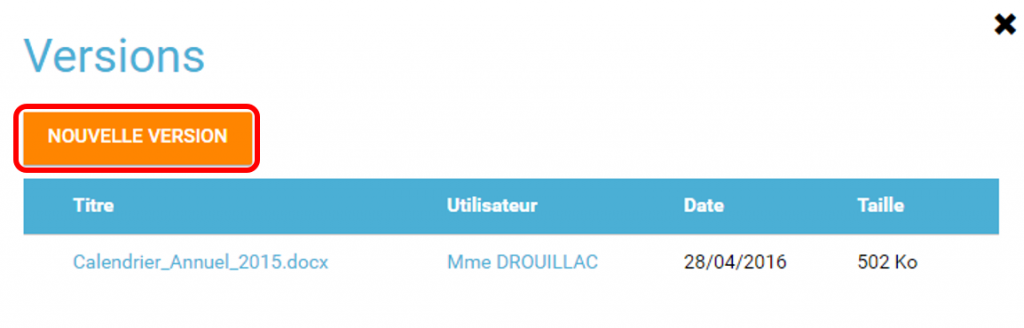 Versions
NOUVELLE VERSION
Titre Utilisateur Date Taille
Calendrier_Annuel_2015.docx Mme DROUILLAC 28/04/2016 502 Ko